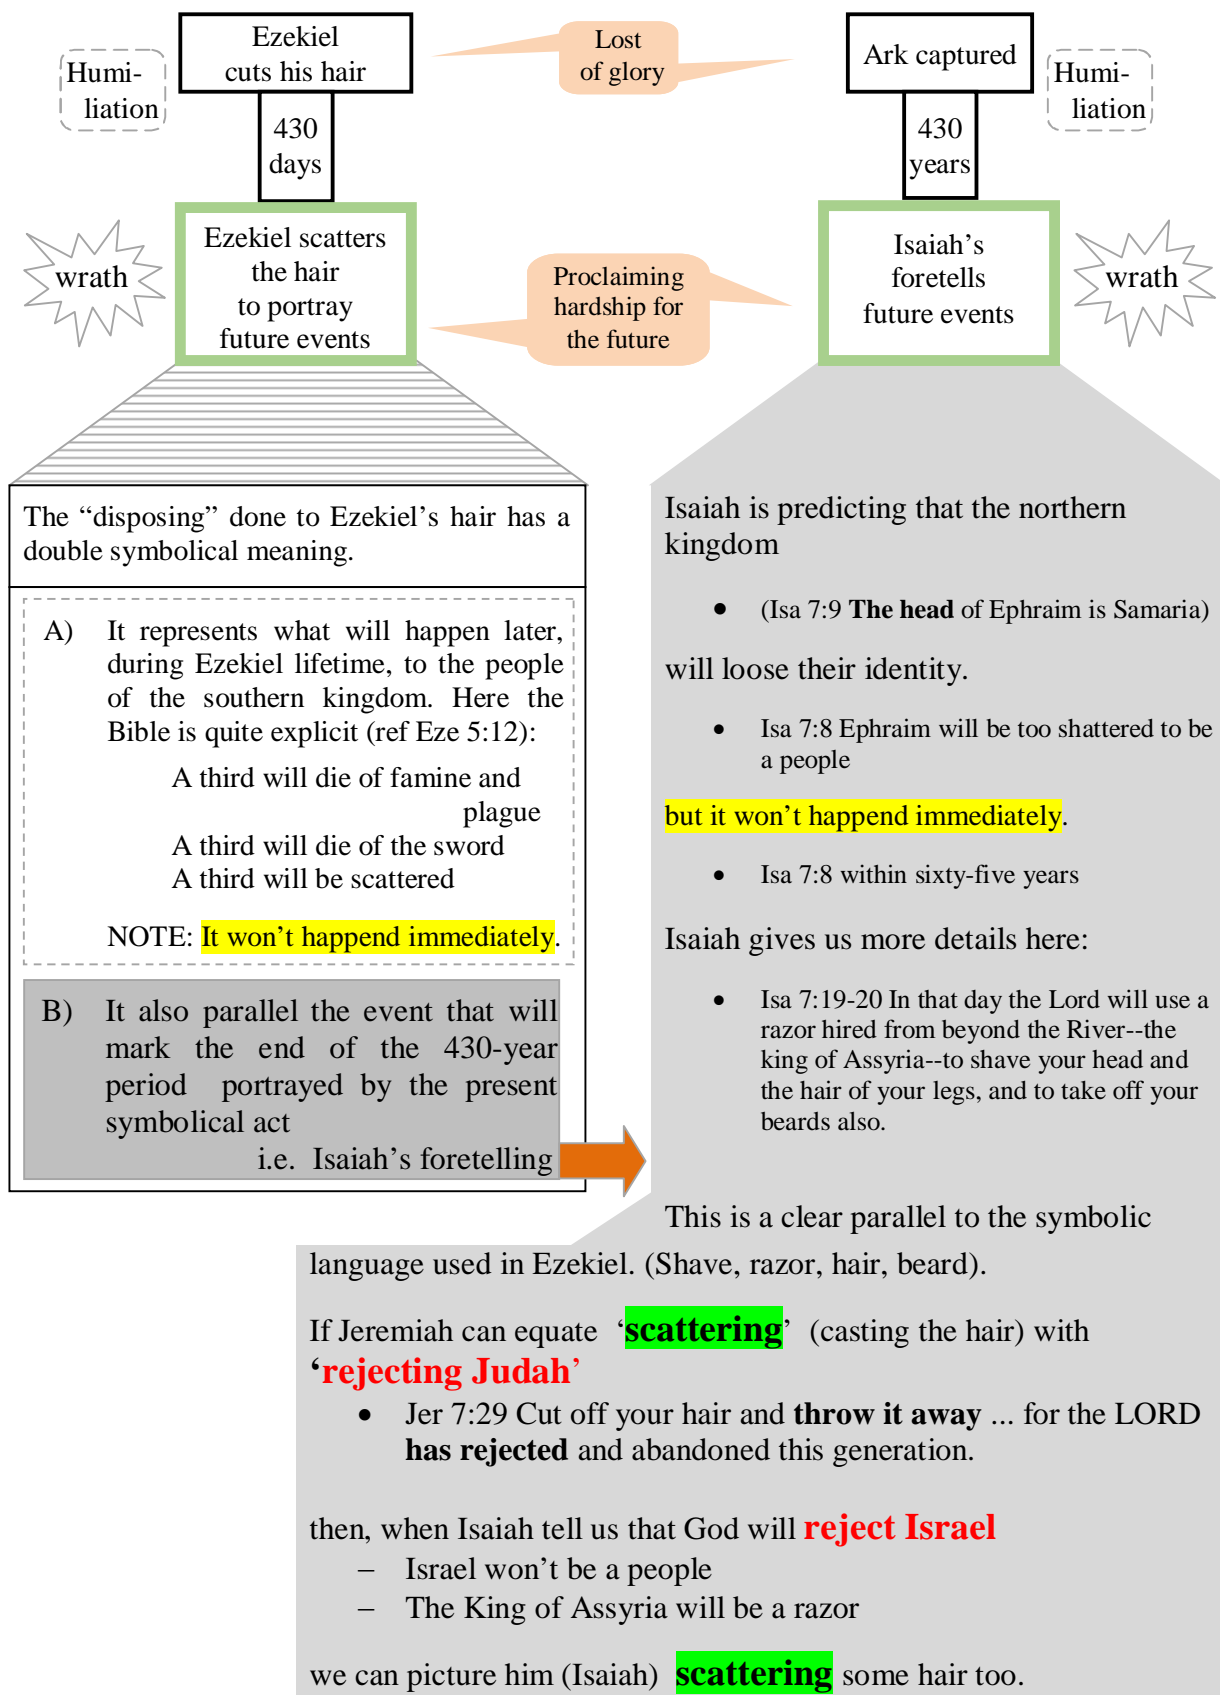 Ezekiel
cuts his hair
Lost
of glory
Ark captured
Humi-
liation
Humi-
liation
430
days
430
years
wrath
Ezekiel scatters
the hair
to portray
future events
Proclaiming
hardship for
the future
Isaiah’s
foretells
future events
wrath
The “disposing” done to Ezekiel’s hair has a
double symbolical meaning.
A) It represents what will happen later,
during Ezekiel lifetime, to the people
of the southern kingdom. Here the
Bible is quite explicit (ref Eze 5:12):
A third will die of famine and
plague
A third will die of the sword
A third will be scattered
NOTE: It won’t happend immediately.
B) It also parallel the event that will
mark the end of the 430-year
period portrayed by the present
symbolical act
i.e. Isaiah’s foretelling
Isaiah is predicting that the northern
kingdom
• (Isa 7:9 The head of Ephraim is Samaria)
will loose their identity.
• Isa 7:8 Ephraim will be too shattered to be
a people
but it won’t happend immediately.
• Isa 7:8 within sixty-five years
Isaiah gives us more details here:
• Isa 7:19-20 In that day the Lord will use a
razor hired from beyond the River--the
king of Assyria--to shave your head and
the hair of your legs, and to take off your
beards also.
This is a clear parallel to the symbolic
language used in Ezekiel. (Shave, razor, hair, beard).
If Jeremiah can equate ‘scattering’ (casting the hair) with
‘rejecting Judah’
• Jer 7:29 Cut off your hair and throw it away ... for the LORD
has rejected and abandoned this generation.
then, when Isaiah tell us that God will reject Israel
– Israel won’t be a people
– The King of Assyria will be a razor
we can picture him (Isaiah) scattering some hair too.